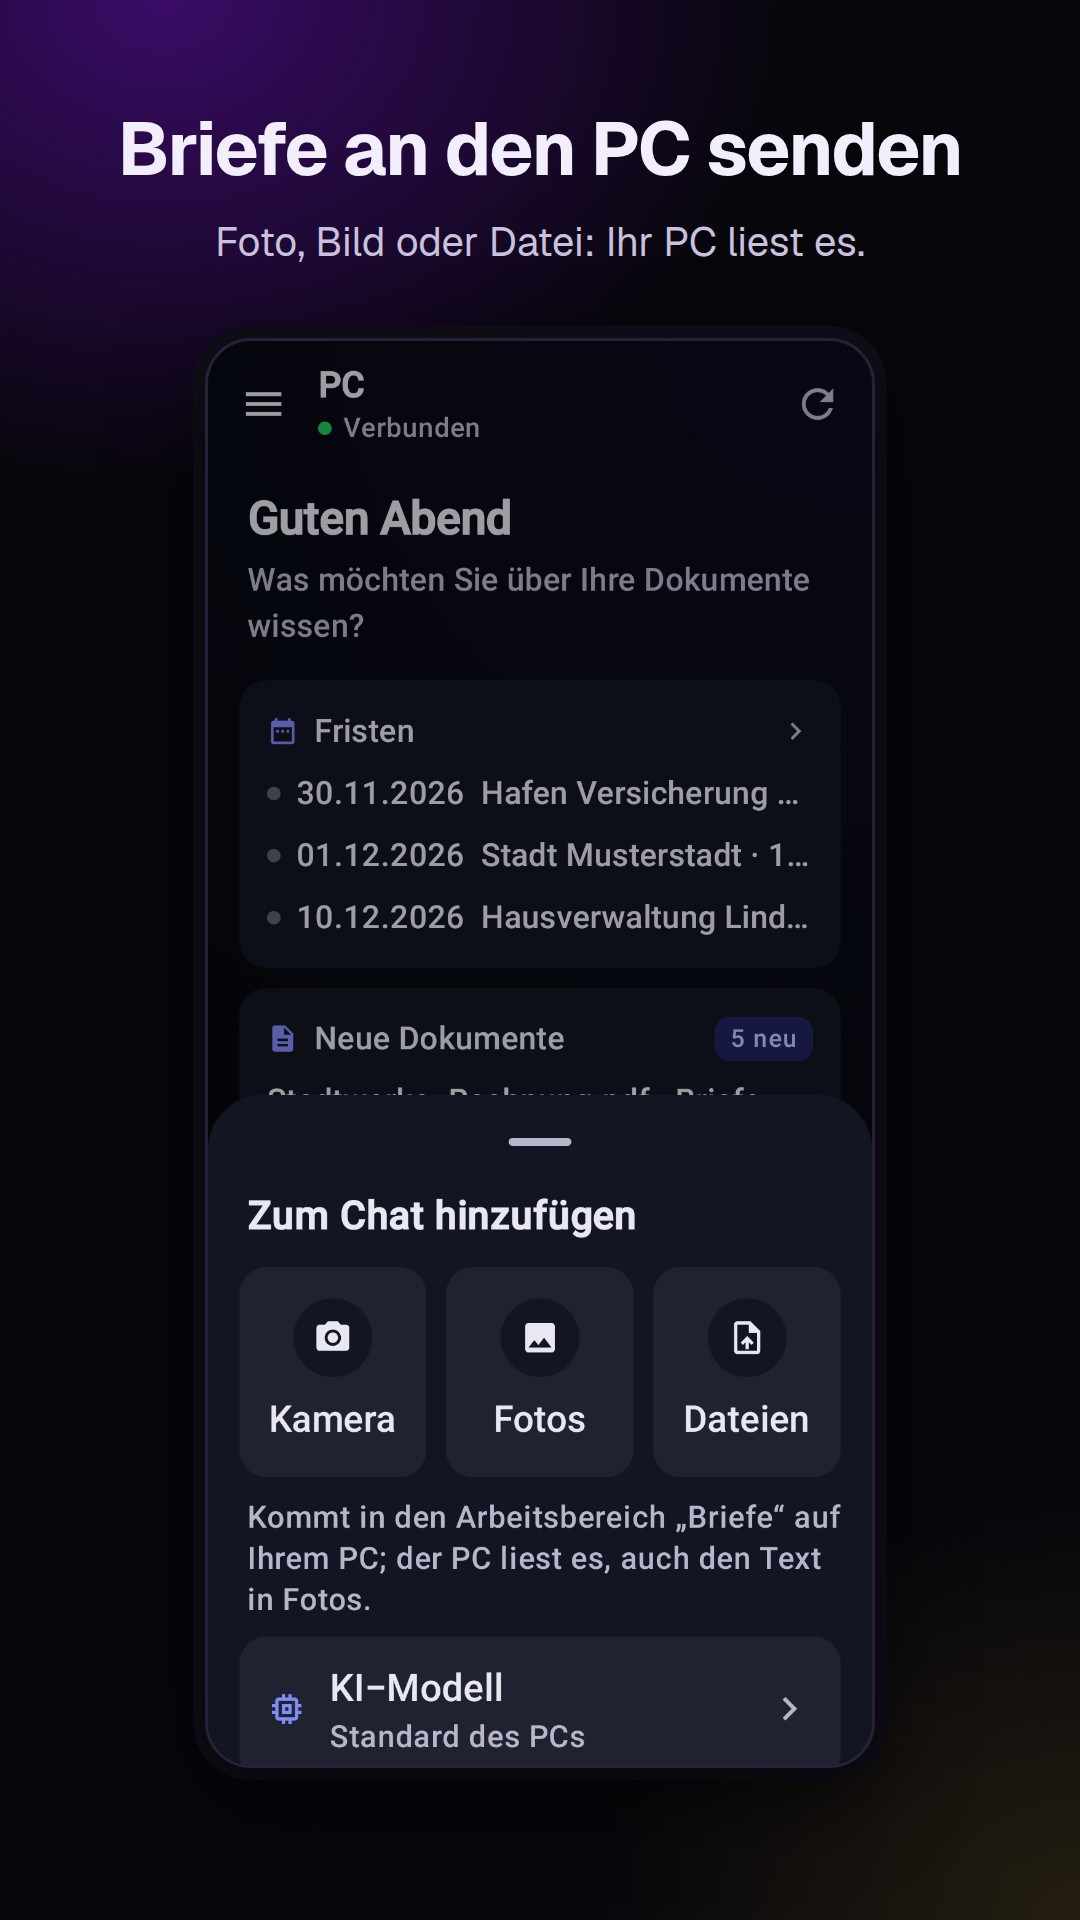 Briefe an den PC senden
Foto, Bild oder Datei: Ihr PC liest es.
PC
Verbunden
Guten Abend
Was möchten Sie über Ihre Dokumente
wissen?
Fristen
30.11.2026 Hafen Versicherung ...
01.12.2026 Stadt Musterstadt · 1...
10.12.2026 Hausverwaltung Lind...
Neue Dokumente
5 neu
Zum Chat hinzufügen
Kamera
Fotos
Dateien
Kommt in den Arbeitsbereich „Briefe“ auf
Ihrem PC; der PC liest es, auch den Text
in Fotos.
KI-Modell
Standard des PCs